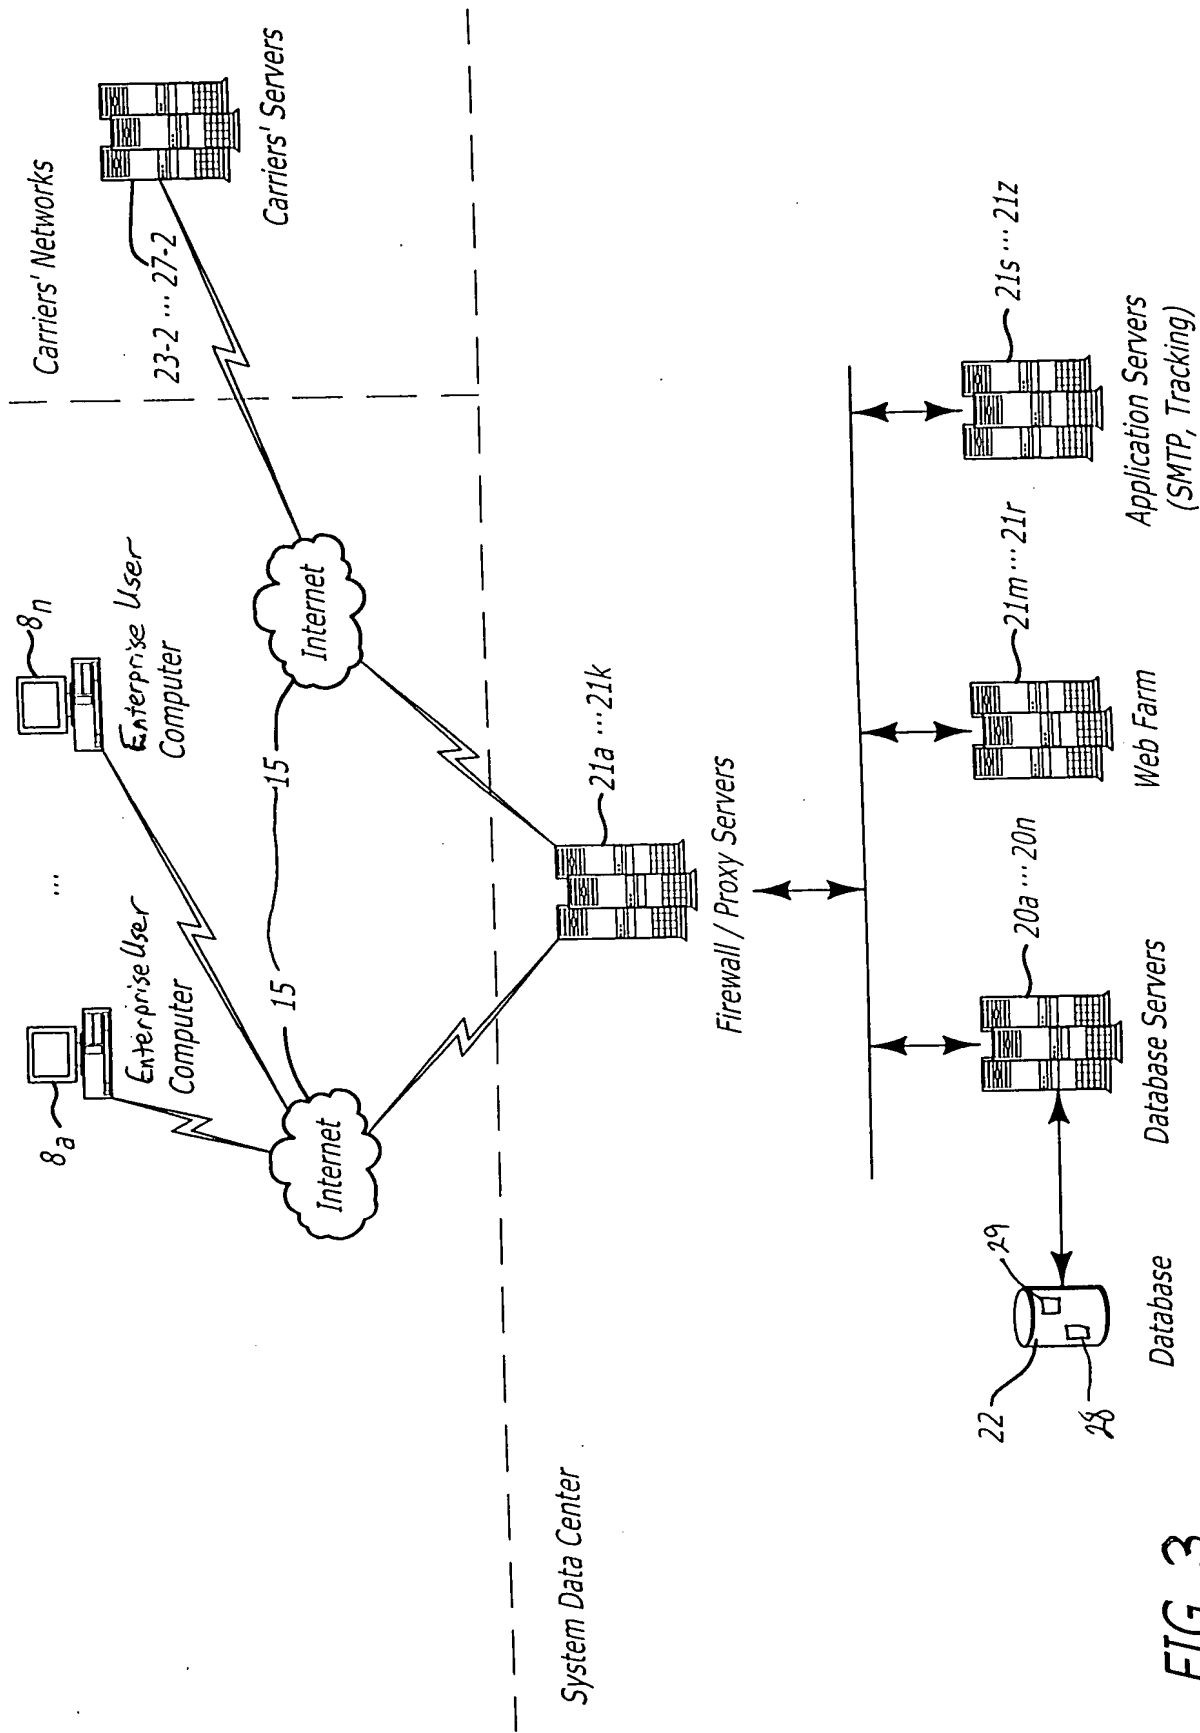 8a
Enterprise User
Computer
...
8n
Enterprise User
Computer
Carriers' Networks
23-2 ... 27-2
Carriers' Servers
15
15
Internet
Internet
System Data Center
21a ... 21k
Firewall / Proxy Servers
22
28
29
Database
20a ... 20n
Database Servers
21m ... 21r
Web Farm
21s ... 21z
Application Servers
(SMTP, Tracking)
FIG. 3